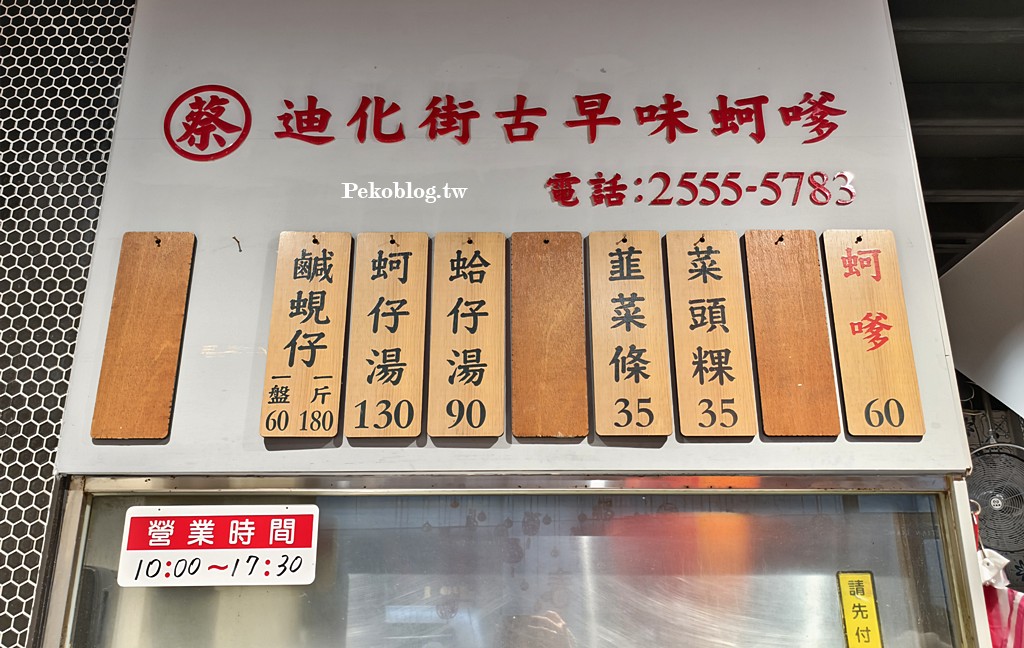 蔡 迪化街古早味蚵嗲
Pekoblog.tw
電話:2555-5783
蚵嗲 60
菜頭粿 35
韮菜條 35
蛤仔湯 90
蚵仔湯 130
鹹蜆仔 一斤 180 一盤 60
營業時間
10:00~17:30
請先付